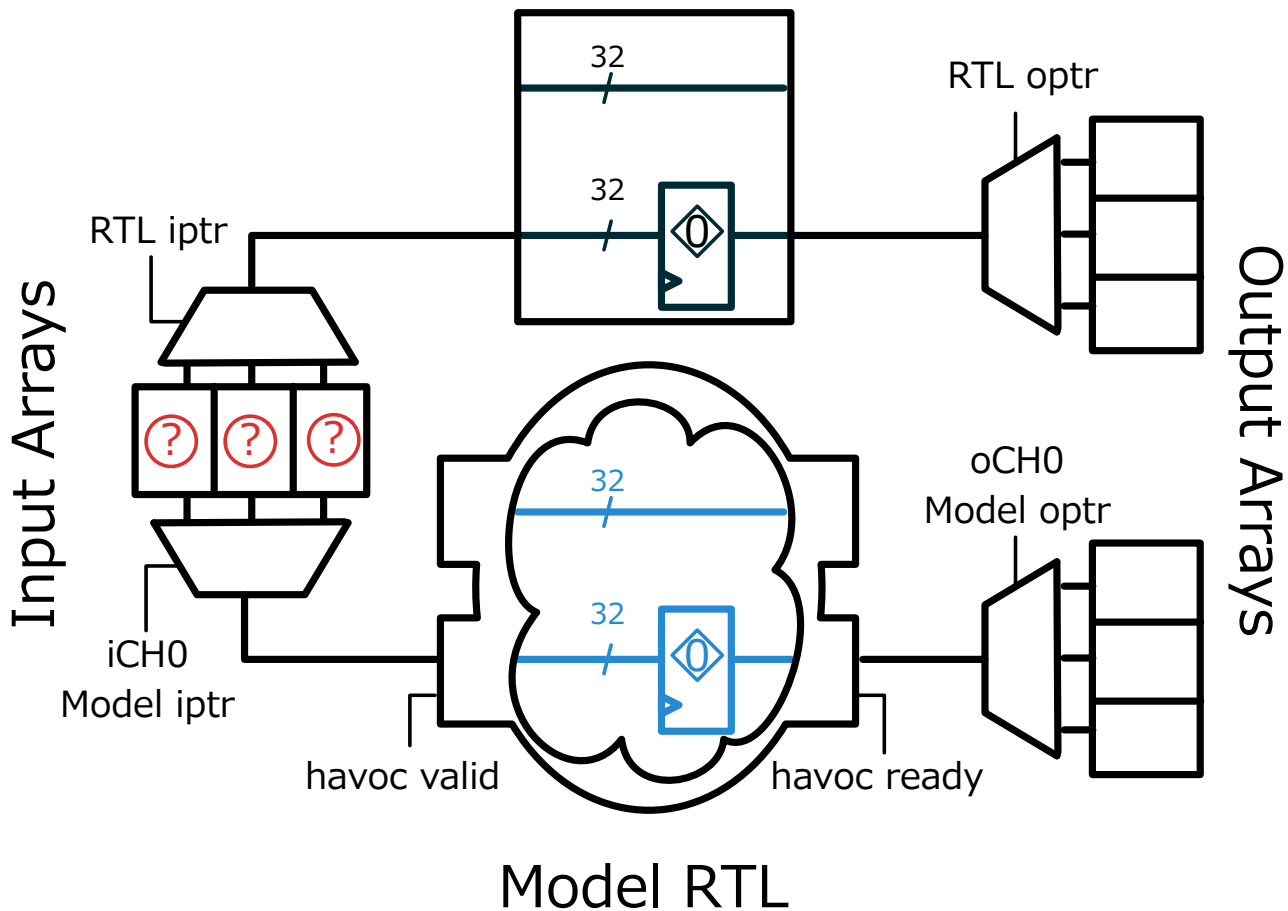 32
RTL optr
32
0
RTL iptr
Input Arrays
Output Arrays
? ? ?
oCH0
Model optr
32
32
0
iCH0
Model iptr
havoc valid
havoc ready
Model RTL